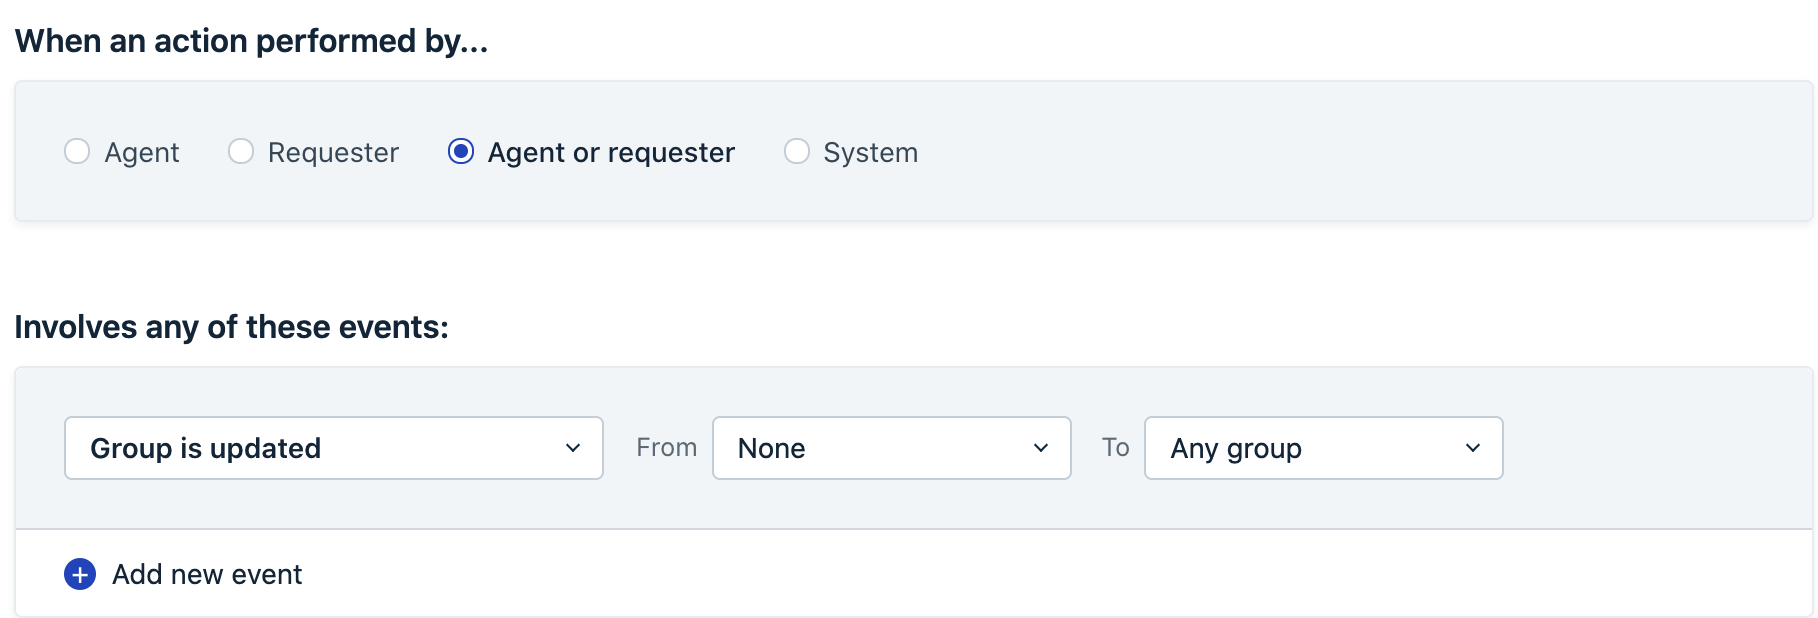 When an action performed by...
Agent Requester Agent or requester System
Involves any of these events:
Group is updated From None To Any group
Add new event